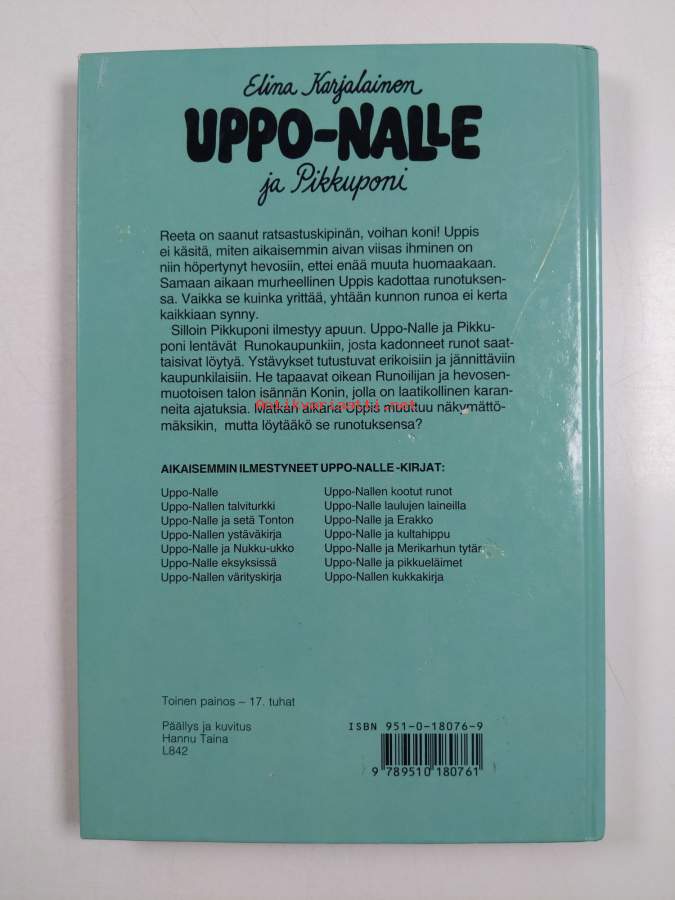 Elina Karjalainen
UPPO-NALLE
ja Pikkuponi
Reeta on saanut ratsastuskipinän, voihan koni! Uppis
ei käsitä, miten aikaisemmin aivan viisas ihminen on
niin höpertynyt hevosiin, ettei enää muuta huomaakaan.
Samaan aikaan murheellinen Uppis kadottaa runotuksen-
sa. Vaikka se kuinka yrittää, yhtään kunnon runoa ei kerta
kaikkiaan synny.
Silloin Pikkuponi ilmestyy apuun. Uppo-Nalle ja Pikku-
poni lentävät Runokaupunkiin, josta kadonneet runot saat-
taisivat löytyä. Ystävykset tutustuvat erikoisiin ja jännittäviin
kaupunkilaisiin. He tapaavat oikean Runoilijan ja hevosen-
muotoisen talon isännän Konin, jolla on laatikollinen karan-
neita ajatuksia. Matkan aikana Uppis muuttuu näkymättö-
mäksikin, mutta löytääkö se runotuksensa?
antikvariaatti.net
AIKAISEMMIN ILMESTYNEET UPPO-NALLE -KIRJAT:
Uppo-Nalle
Uppo-Nallen talviturkki
Uppo-Nalle ja setä Tonton
Uppo-Nallen ystäväkirja
Uppo-Nalle ja Nukku-ukko
Uppo-Nalle eksyksissä
Uppo-Nallen värityskirja
Uppo-Nallen kootut runot
Uppo-Nalle laulujen laineilla
Uppo-Nalle ja Erakko
Uppo-Nalle ja kultahippu
Uppo-Nalle ja Merikarhun tytär
Uppo-Nalle ja pikkueläimet
Uppo-Nallen kukkakirja
Toinen painos – 17. tuhat
Päällys ja kuvitus
Hannu Taina
L842
ISBN 951-0-18076-9
9 789510 180761